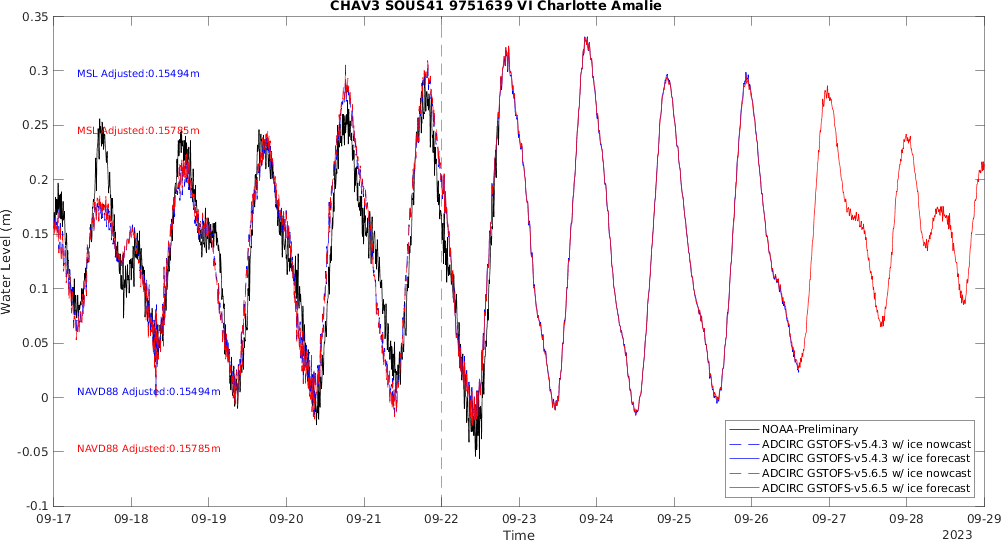 CHAV3 SOUS41 9751639 VI Charlotte Amalie
0.35
0.3
0.25
0.2
0.15
0.1
0.05
0
-0.05
-0.1
Water Level (m)
MSL Adjusted:0.15494m
MSL Adjusted:0.15785m
NAVD88 Adjusted:0.15494m
NAVD88 Adjusted:0.15785m
NOAA-Preliminary
ADCIRC GSTOFS-v5.4.3 w/ ice nowcast
ADCIRC GSTOFS-v5.4.3 w/ ice forecast
ADCIRC GSTOFS-v5.6.5 w/ ice nowcast
ADCIRC GSTOFS-v5.6.5 w/ ice forecast
09-17 09-18 09-19 09-20 09-21 09-22 09-23 09-24 09-25 09-26 09-27 09-28 09-29
Time
2023